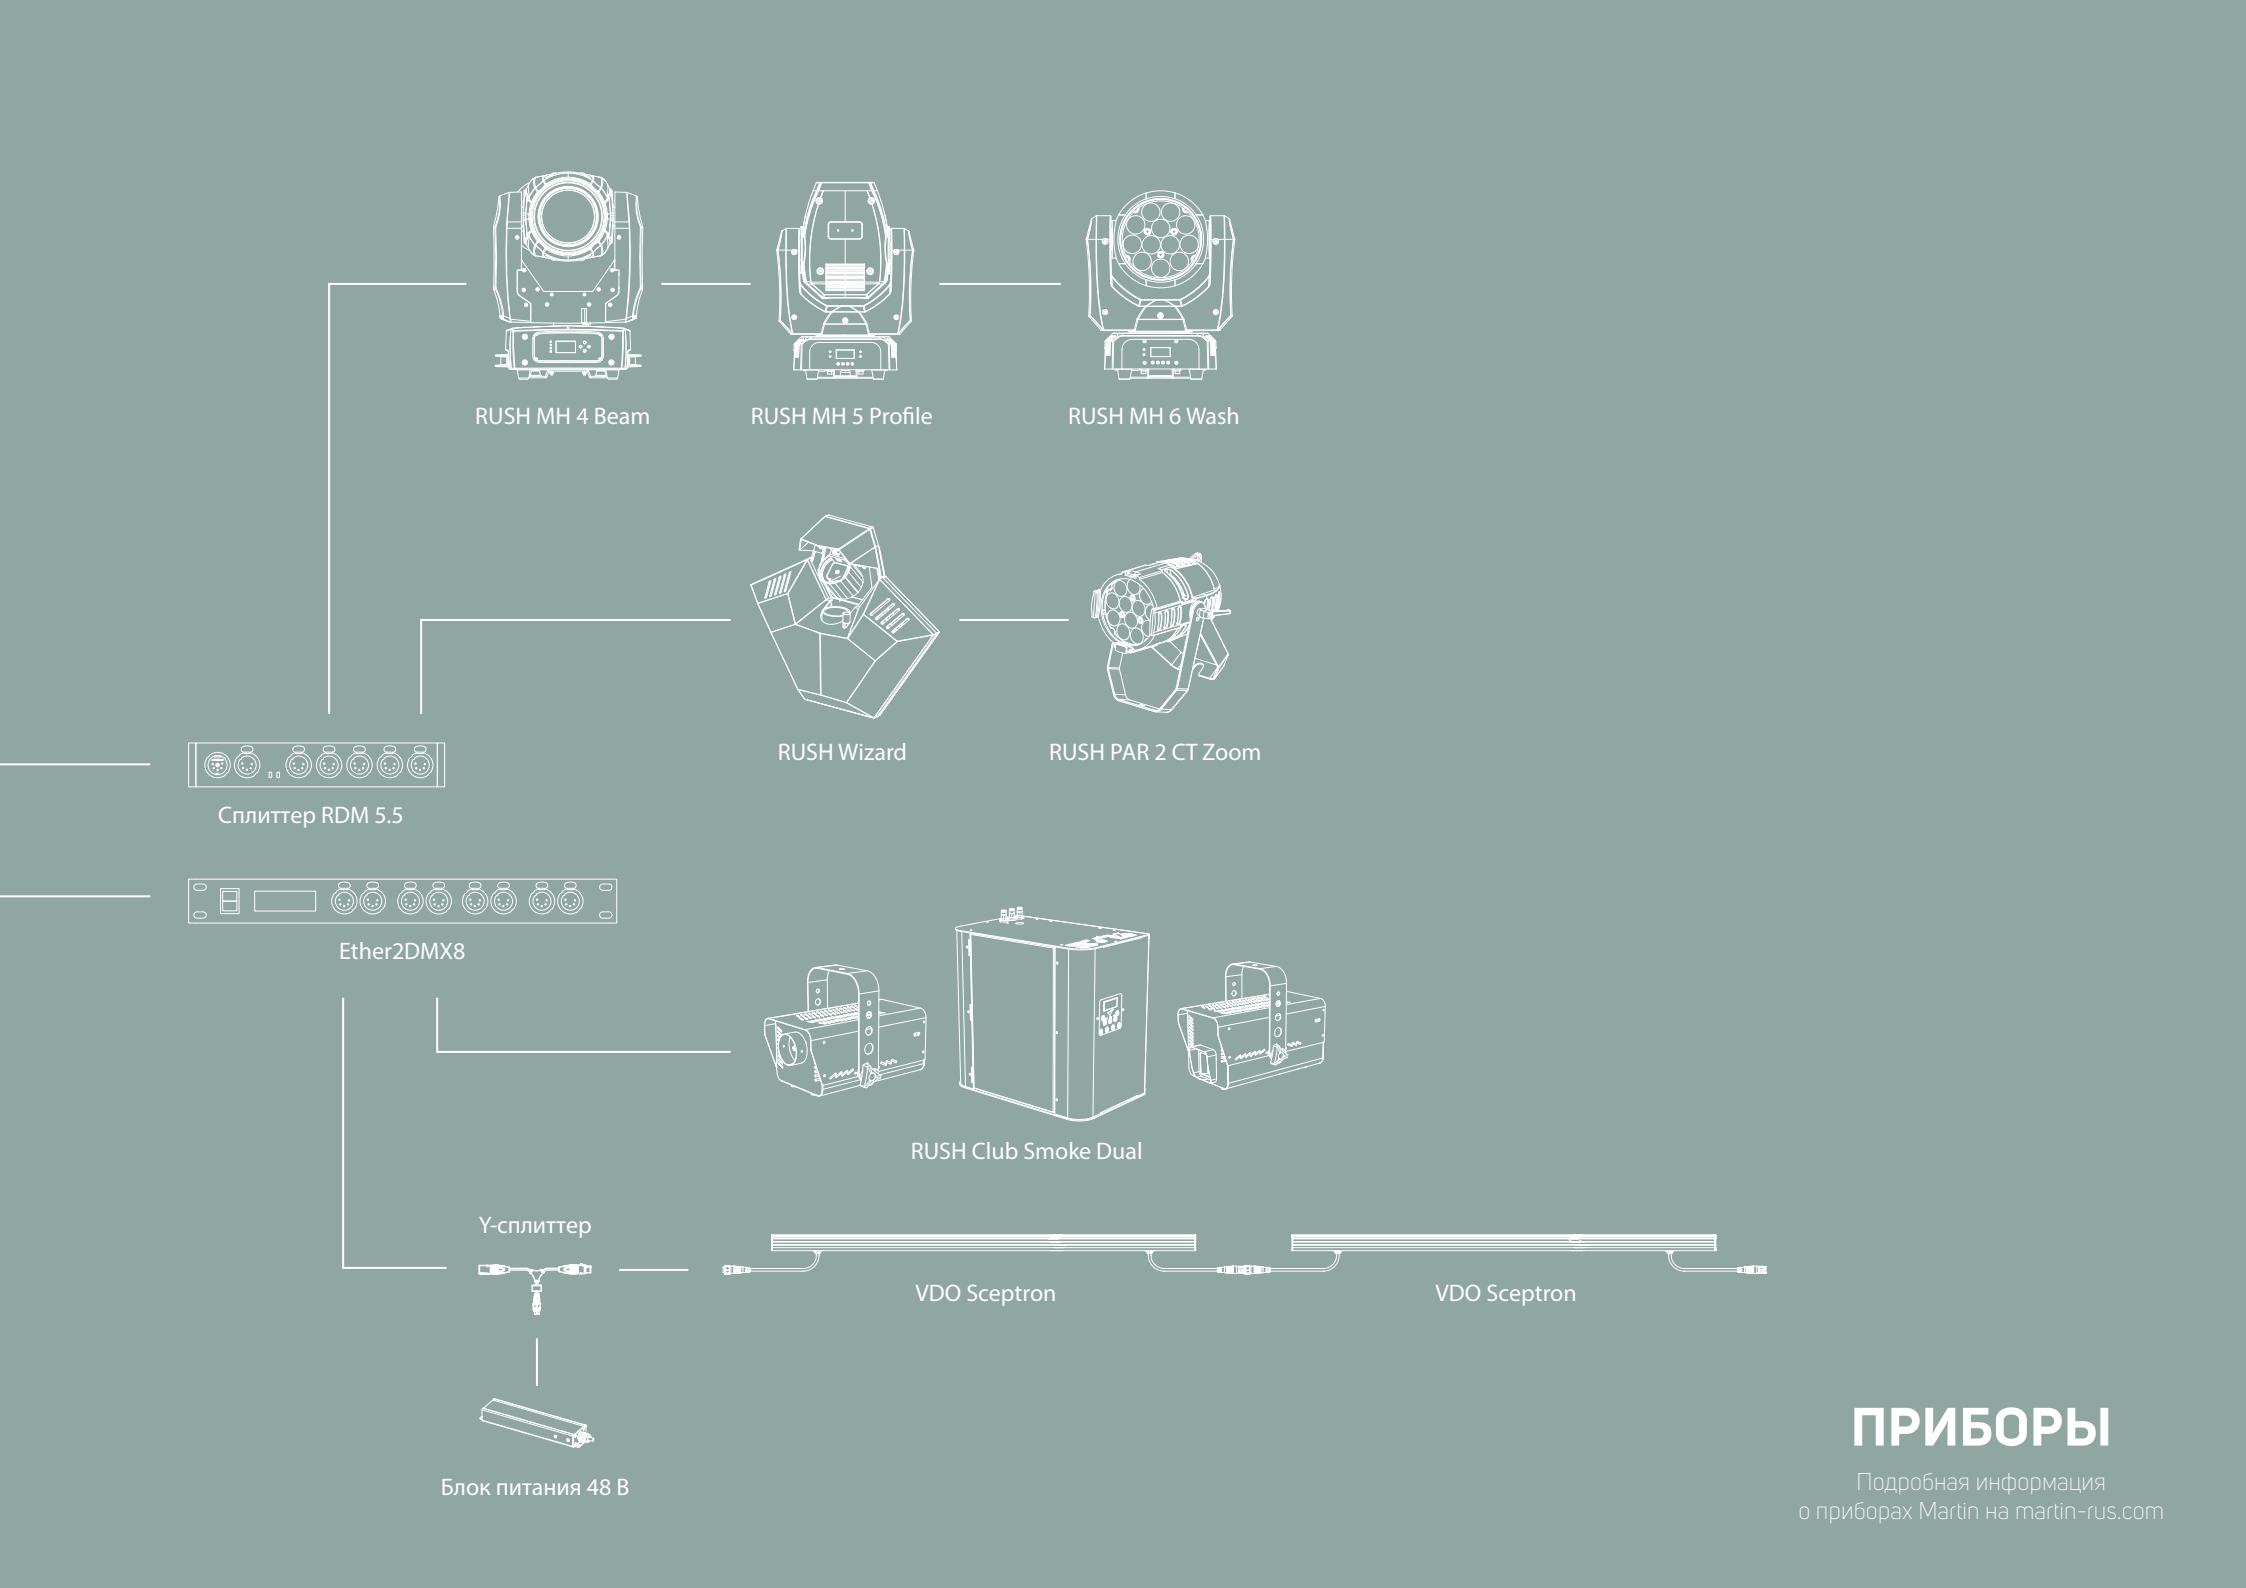 RUSH MH 4 Beam
RUSH MH 5 Profile
RUSH MH 6 Wash
RUSH Wizard
RUSH PAR 2 CT Zoom
Сплиттер RDM 5.5
Ether2DMX8
RUSH Club Smoke Dual
Y-сплиттер
VDO Sceptron
VDO Sceptron
Блок питания 48 В
ПРИБОРЫ
Подробная информация
о приборах Martin на martin-rus.com